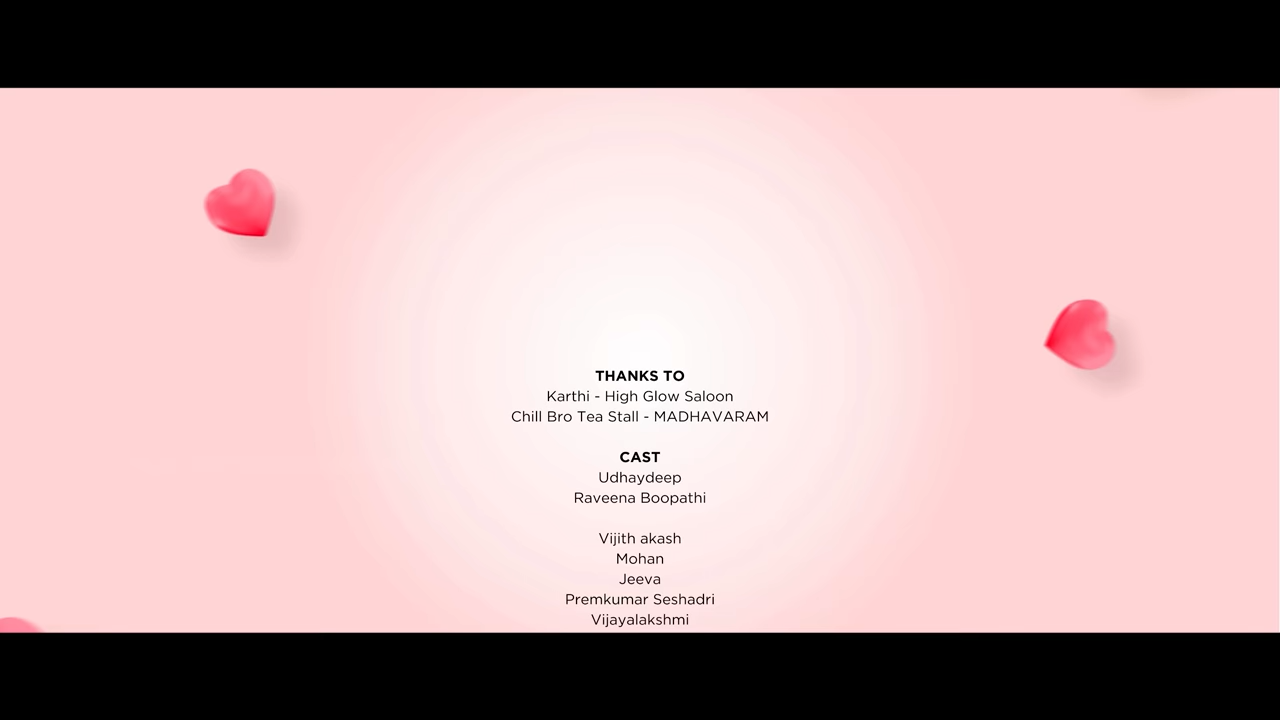 THANKS TO
Karthi - High Glow Saloon
Chill Bro Tea Stall - MADHAVARAM
CAST
Udhaydeep
Raveena Boopathi
Vijith akash
Mohan
Jeeva
Premkumar Seshadri
Vijayalakshmi